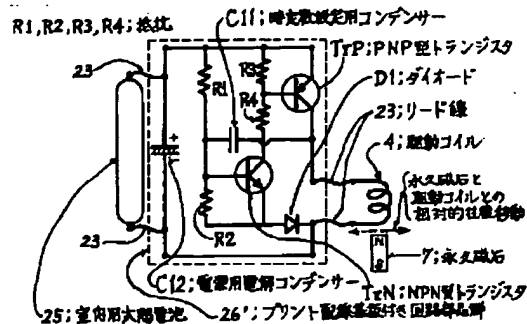 R1,R2,R3,R4;抵抗
C11;時定数設定用コンデンサー
TrP;PNP型トランジスタ
D1;ダイオード
23;リード線
4;駆動コイル
永久磁石と
駆動コイルとの
相対的往復移動
7;永久磁石
TrN;NPN型トランジスタ
23
R1
R3
R4
+
R2
N
S
23
C12;電源用電解コンデンサー
25;室内用太陽電池
26';プリント配線基板付き回路部品群